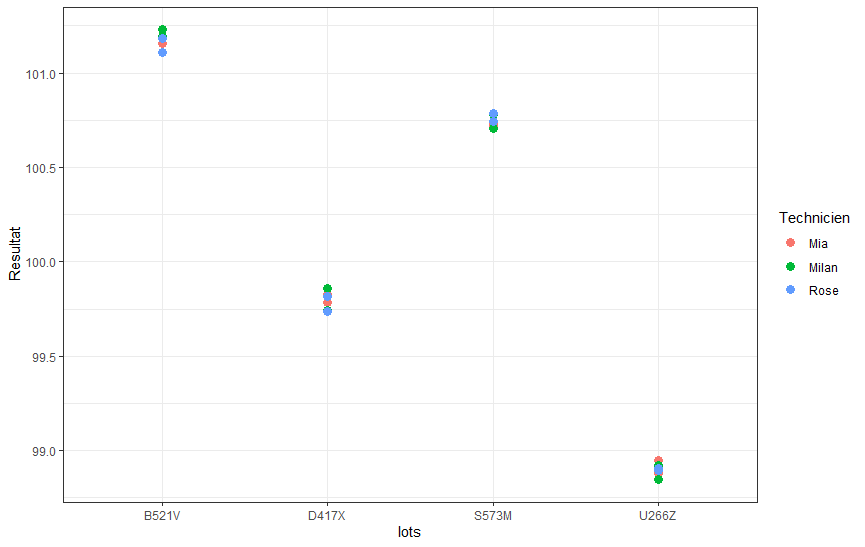 Resultat
101.0
100.5
100.0
99.5
99.0
B521V D417X S573M U266Z
lots
Technicien
Mia
Milan
Rose